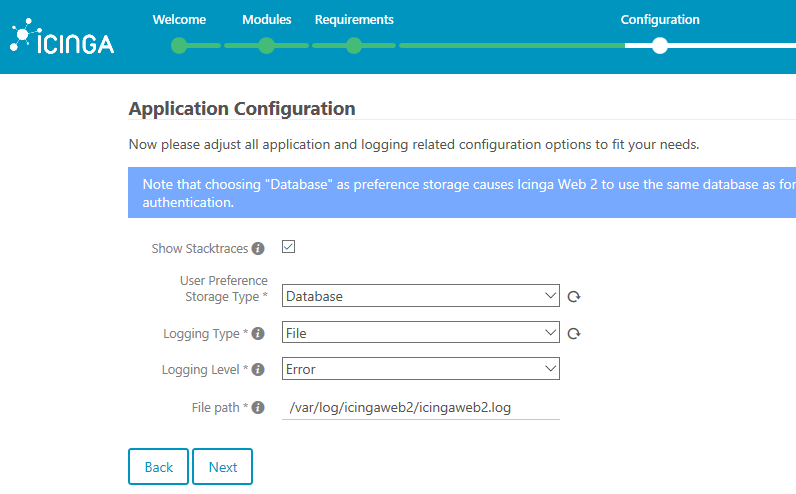 Welcome Modules Requirements Configuration
ICINGA
Application Configuration
Now please adjust all application and logging related configuration options to fit your needs.
Note that choosing "Database" as preference storage causes Icinga Web 2 to use the same database as for
authentication.
Show Stacktraces
User Preference
Storage Type * Database
Logging Type * File
Logging Level * Error
File path * /var/log/icingaweb2/icingaweb2.log
Back Next